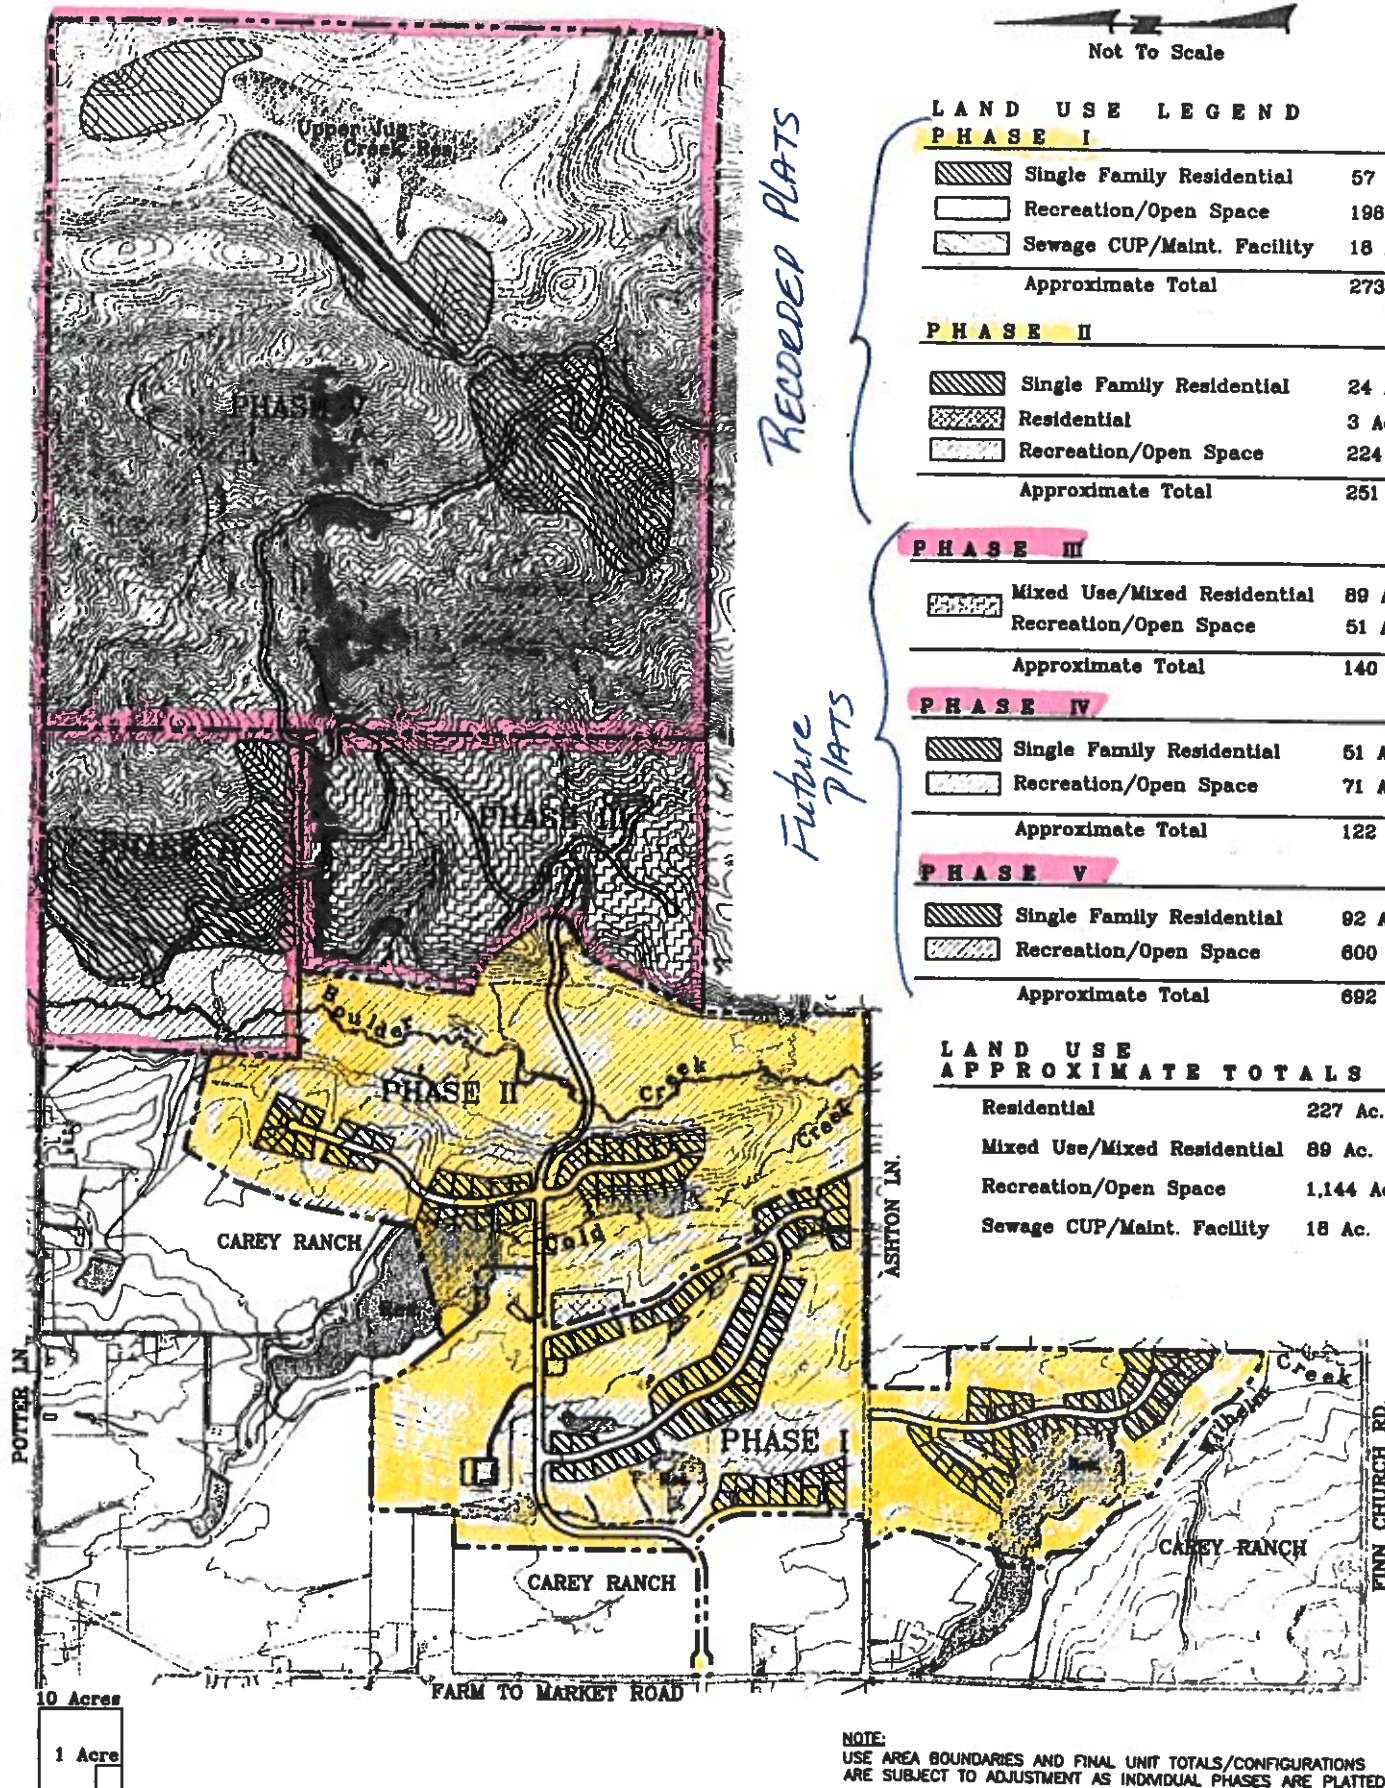 Not To Scale
LAND USE LEGEND
PHASE I
Single Family Residential 57
Recreation/Open Space 198
Sewage CUP/Maint. Facility 18
Approximate Total 273
PHASE II
Single Family Residential 24
Residential 3 Ac
Recreation/Open Space 224
Approximate Total 251
PHASE III
Mixed Use/Mixed Residential 89 A
Recreation/Open Space 51 A
Approximate Total 140
PHASE IV
Single Family Residential 51 A
Recreation/Open Space 71 A
Approximate Total 122
PHASE V
Single Family Residential 92 A
Recreation/Open Space 600
Approximate Total 692
LAND USE
APPROXIMATE TOTALS
Residential 227 Ac.
Mixed Use/Mixed Residential 89 Ac.
Recreation/Open Space 1,144 Ac
Sewage CUP/Maint. Facility 18 Ac.
RECORDED PLATS
Future
PLATS
Upper Jug
Creek Res
PHASE V
PHASE III
Boulder
Creek
PHASE II
Creek
CAREY RANCH
Cold
ASHTON LN.
POTTER LN.
PHASE I
Creek
Wilhelm
CAREY RANCH
FINN CHURCH RD
CAREY RANCH
FARM TO MARKET ROAD
10 Acres
1 Acre
NOTE:
USE AREA BOUNDARIES AND FINAL UNIT TOTALS/CONFIGURATIONS
ARE SUBJECT TO ADJUSTMENT AS INDIVIDUAL PHASES ARE PLATTED